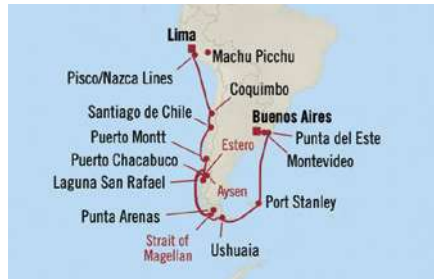 Lima
Machu Picchu
Pisco/Nazca Lines
Coquimbo
Santiago de Chile
Buenos Aires
Estero
Puerto Montt
Punta del Este
Puerto Chacabuco
Montevideo
Laguna San Rafael
Aysen
Port Stanley
Punta Arenas
Strait of
Magellan
Ushuaia